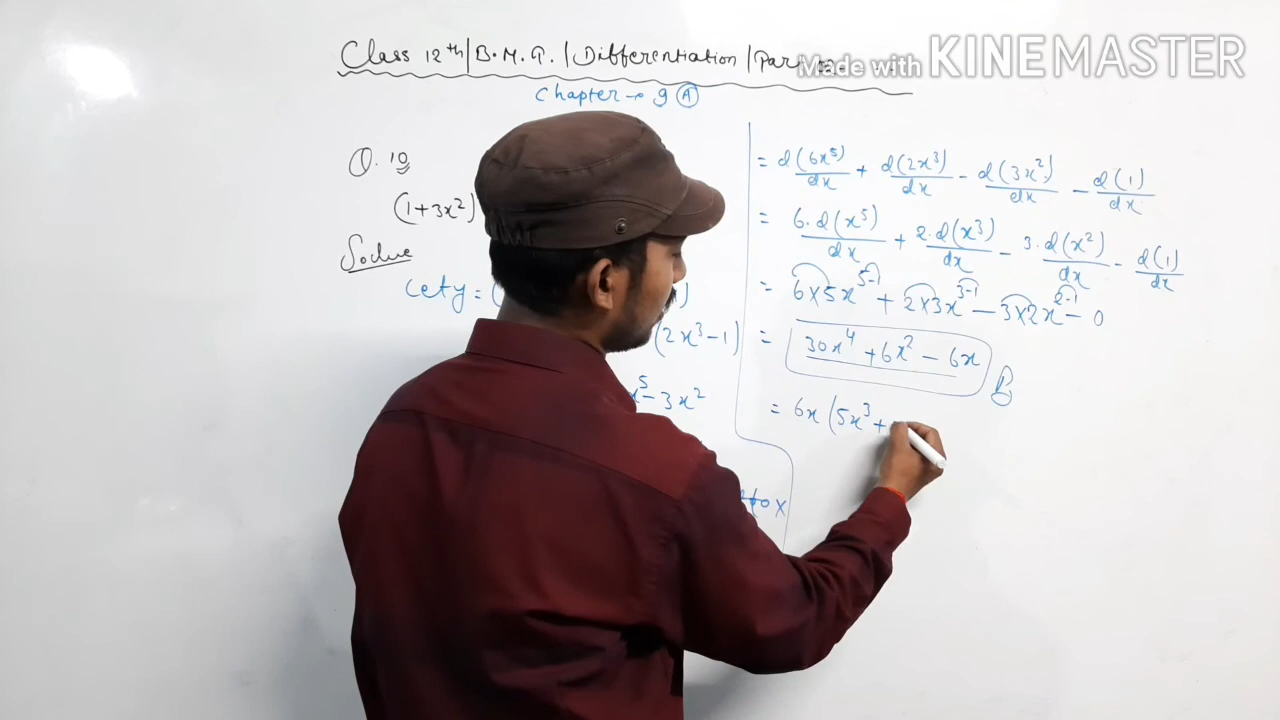 Class 12th/B.M.G./Differentiation/Par
Made with KINEMASTER
Chapter → 9 (A)
Q. 19
(1+3x²)
Solve
Let y = (
(2x³-1)
x⁵-3x²
to x
= d(6x⁵)/dx + d(2x³)/dx - d(3x²)/dx - d(1)/dx
= 6.d(x⁵)/dx + 2.d(x³)/dx - 3.d(x²)/dx - d(1)/dx
= 6×5x⁵⁻¹ + 2×3x³⁻¹ - 3×2x²⁻¹ - 0
= 30x⁴ + 6x² - 6x
= 6x (5x³ +